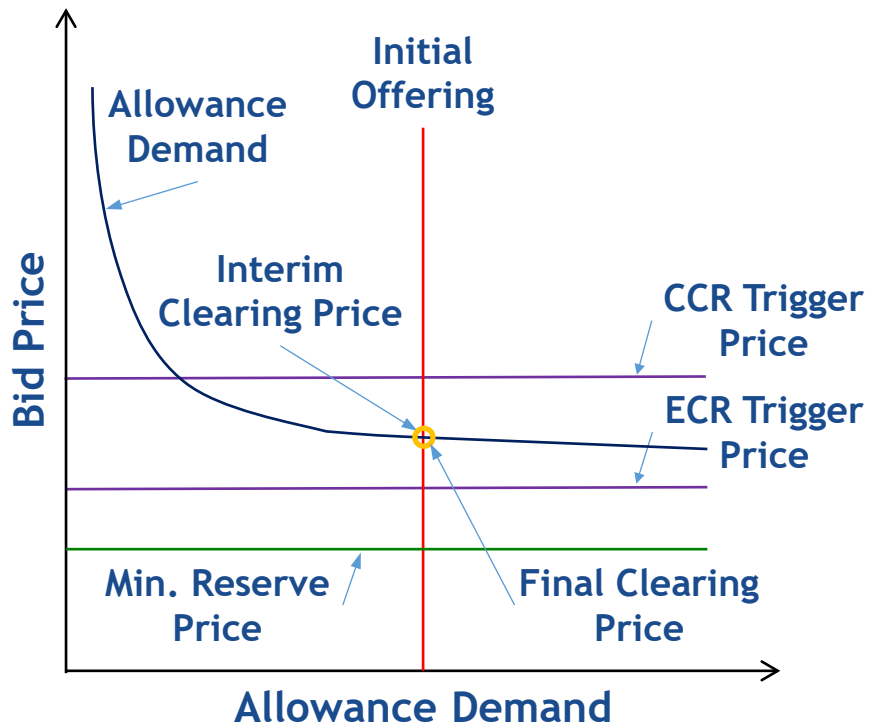 Initial
Offering
Allowance
Demand
Interim
Clearing Price
CCR Trigger
Price
ECR Trigger
Price
Bid Price
Min. Reserve
Price
Final Clearing
Price
Allowance Demand